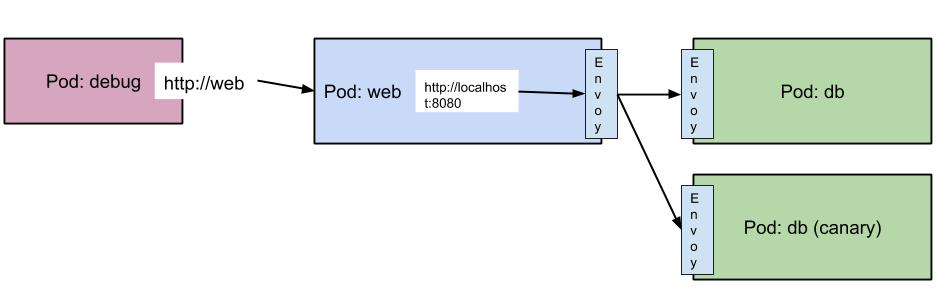 Pod: debug
http://web
Pod: web
http://localhos
t:8080
E
n
v
o
y
E
n
v
o
y
Pod: db
E
n
v
o
y
Pod: db (canary)